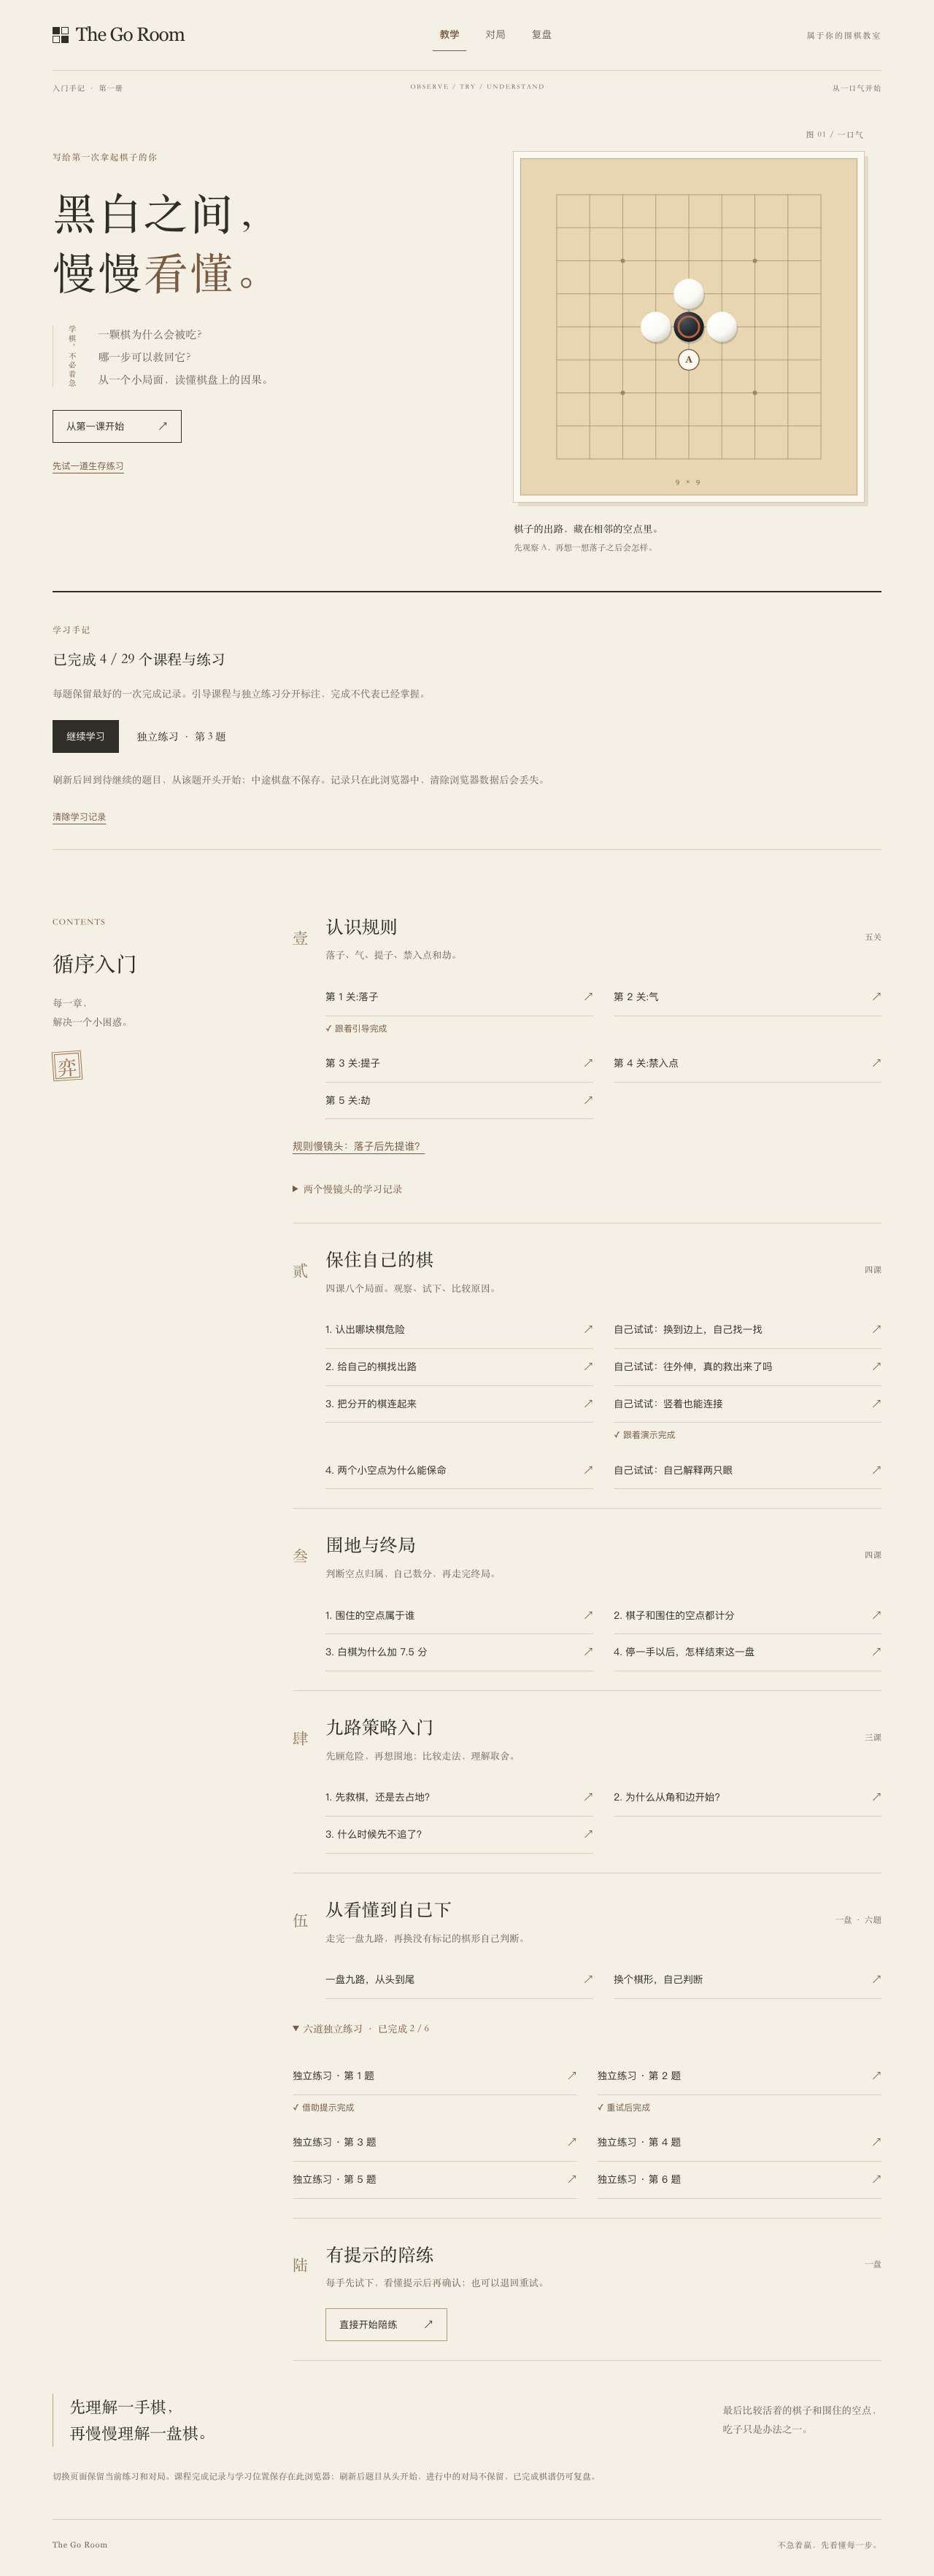 The Go Room
教学 对局 复盘
属于你的围棋教室
入门手记 · 第一册
OBSERVE / TRY / UNDERSTAND
从一口气开始
图 01 / 一口气
写给第一次拿起棋子的你
黑白之间，
慢慢看懂。
学棋，不必着急
一颗棋为什么会被吃？
哪一步可以救回它？
从一个小局面，读懂棋盘上的因果。
从第一课开始 ↗
先试一道生存练习
A
9 × 9
棋子的出路，藏在相邻的空点里。
先观察 A，再想一想落子之后会怎样。
学习手记
已完成 4 / 29 个课程与练习
每题保留最好的一次完成记录。引导课程与独立练习分开标注，完成不代表已经掌握。
继续学习 独立练习 · 第 3 题
刷新后回到待继续的题目，从该题开头开始；中途棋盘不保存。记录只在此浏览器中，清除浏览器数据后会丢失。
清除学习记录
CONTENTS
循序入门
每一章，
解决一个小困惑。
弈
壹 认识规则 五关
落子、气、提子、禁入点和劫。
第 1 关:落子 ↗ 第 2 关:气 ↗
✓ 跟着引导完成
第 3 关:提子 ↗ 第 4 关:禁入点 ↗
第 5 关:劫 ↗
规则慢镜头：落子后先提谁？
▶ 两个慢镜头的学习记录
贰 保住自己的棋 四课
四课八个局面。观察、试下、比较原因。
1. 认出哪块棋危险 ↗ 自己试试：换到边上，自己找一找 ↗
2. 给自己的棋找出路 ↗ 自己试试：往外伸，真的救出来了吗 ↗
3. 把分开的棋连起来 ↗ 自己试试：竖着也能连接 ↗
✓ 跟着演示完成
4. 两个小空点为什么能保命 ↗ 自己试试：自己解释两只眼 ↗
叁 围地与终局 四课
判断空点归属，自己数分，再走完终局。
1. 围住的空点属于谁 ↗ 2. 棋子和围住的空点都计分 ↗
3. 白棋为什么加 7.5 分 ↗ 4. 停一手以后，怎样结束这一盘 ↗
肆 九路策略入门 三课
先顾危险，再想围地；比较走法，理解取舍。
1. 先救棋，还是去占地？ ↗ 2. 为什么从角和边开始？ ↗
3. 什么时候先不追了？ ↗
伍 从看懂到自己下 一盘 · 六题
走完一盘九路，再换没有标记的棋形自己判断。
一盘九路，从头到尾 ↗ 换个棋形，自己判断 ↗
▼ 六道独立练习 · 已完成 2 / 6
独立练习 · 第 1 题 ↗ 独立练习 · 第 2 题 ↗
✓ 借助提示完成 ✓ 重试后完成
独立练习 · 第 3 题 ↗ 独立练习 · 第 4 题 ↗
独立练习 · 第 5 题 ↗ 独立练习 · 第 6 题 ↗
陆 有提示的陪练 一盘
每手先试下，看懂提示后再确认；也可以退回重试。
直接开始陪练 ↗
先理解一手棋，
再慢慢理解一盘棋。
最后比较活着的棋子和围住的空点，
吃子只是办法之一。
切换页面保留当前练习和对局。课程完成记录与学习位置保存在此浏览器；刷新后题目从头开始，进行中的对局不保留，已完成棋谱仍可复盘。
The Go Room
不急着赢，先看懂每一步。